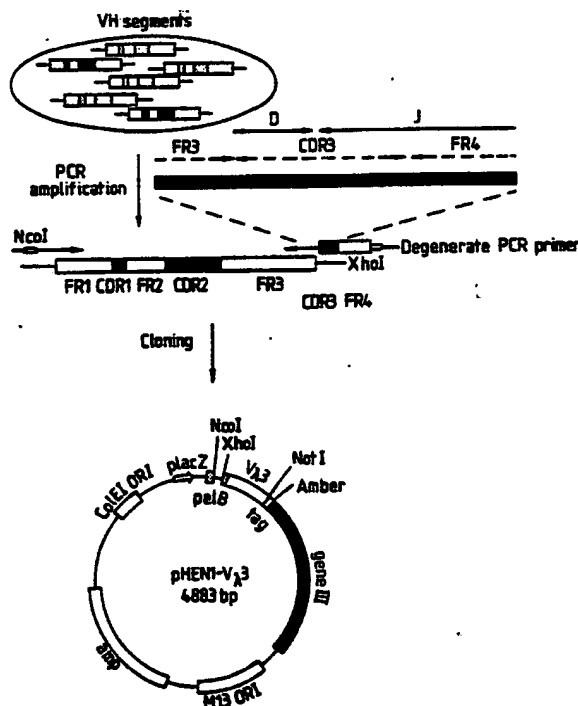 VH segments
D
J
FR3
CDR3
FR4
PCR
amplification
NcoI
Degenerate PCR primer
XhoI
FR1 CDR1 FR2 CDR2 FR3
CDR3 FR4
Cloning
NcoI
XhoI
Vλ3
Not I
Amber
placZ
pelB
tag
ColEI ORI
gene III
pHEN1-Vλ3
4883 bp
amp
M13 ORI